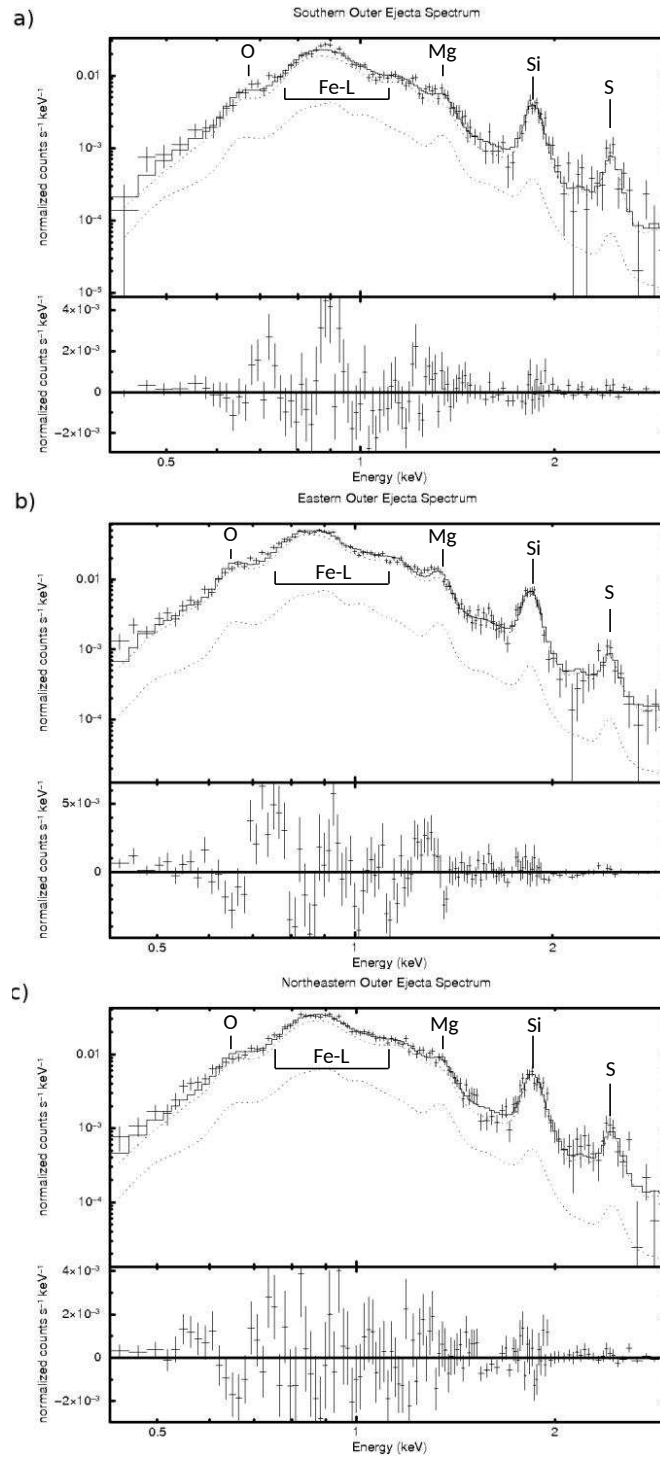 a)
Southern Outer Ejecta Spectrum
O
Fe-L
Mg
Si
S
normalized counts s⁻¹ keV⁻¹
0.01
10⁻³
10⁻⁴
10⁻⁵
normalized counts s⁻¹ keV⁻¹
4×10⁻³
2×10⁻³
0
−2×10⁻³
0.5 1 2
Energy (keV)
b)
Eastern Outer Ejecta Spectrum
O
Fe-L
Mg
Si
S
normalized counts s⁻¹ keV⁻¹
0.01
10⁻³
10⁻⁴
normalized counts s⁻¹ keV⁻¹
5×10⁻³
0
0.5 1 2
Energy (keV)
c)
Northeastern Outer Ejecta Spectrum
O
Fe-L
Mg
Si
S
normalized counts s⁻¹ keV⁻¹
0.01
10⁻³
10⁻⁴
normalized counts s⁻¹ keV⁻¹
4×10⁻³
2×10⁻³
0
−2×10⁻³
0.5 1 2
Energy (keV)